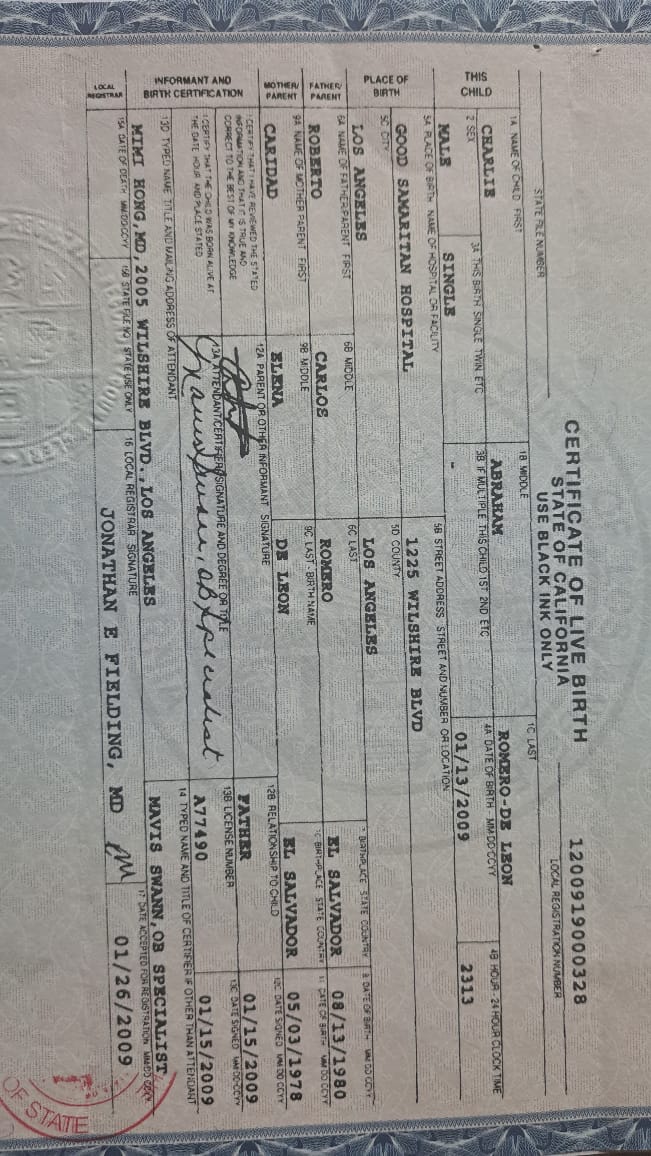 CERTIFICATE OF LIVE BIRTH
STATE OF CALIFORNIA
USE BLACK INK ONLY
1200919000328
STATE FILE NUMBER
LOCAL REGISTRATION NUMBER
THIS CHILD
1A NAME OF CHILD FIRST
1B MIDDLE
1C LAST
CHARLIE
ABRAHAM
ROMERO-DE LEON
2 SEX
3A THIS BIRTH SINGLE TWIN, ETC
3B IF MULTIPLE THIS CHILD 1ST 2ND ETC
4A DATE OF BIRTH - MM DD CCYY
4B HOUR - 24 HOUR CLOCK TIME
MALE
SINGLE
-
01/13/2009
2313
PLACE OF BIRTH
5A PLACE OF BIRTH NAME OF HOSPITAL OR FACILITY
5B STREET ADDRESS STREET AND NUMBER OR LOCATION
GOOD SAMARITAN HOSPITAL
1225 WILSHIRE BLVD
5C CITY
5D COUNTY
LOS ANGELES
LOS ANGELES
FATHER/ PARENT
6A NAME OF FATHER/PARENT FIRST
6B MIDDLE
6C LAST
7 BIRTHPLACE STATE COUNTRY
8 DATE OF BIRTH MM DD CCYY
ROBERTO
CARLOS
ROMERO
EL SALVADOR
08/13/1980
MOTHER/ PARENT
9A NAME OF MOTHER PARENT FIRST
9B MIDDLE
9C LAST - BIRTH NAME
BIRTHPLACE STATE COUNTRY
11 DATE OF BIRTH MM DD CCYY
CARIDAD
ELENA
DE LEON
EL SALVADOR
05/03/1978
INFORMANT AND BIRTH CERTIFICATION
I CERTIFY THAT I HAVE REVIEWED THE STATED
INFORMATION AND THAT IT IS TRUE AND
CORRECT TO THE BEST OF MY KNOWLEDGE
12A PARENT OR OTHER INFORMANT SIGNATURE
12B RELATIONSHIP TO CHILD
12C DATE SIGNED MM DD CCYY
FATHER
01/15/2009
I CERTIFY THAT THE CHILD WAS BORN ALIVE AT
THE DATE HOUR AND PLACE STATED
13A ATTENDANT/CERTIFIER SIGNATURE AND DEGREE OR TITLE
Mavis Swann, OB Specialist
13B LICENSE NUMBER
13C DATE SIGNED MM-DD-CCYY
A77490
01/15/2009
13D TYPED NAME TITLE AND MAILING ADDRESS OF ATTENDANT
14 TYPED NAME AND TITLE OF CERTIFIER IF OTHER THAN ATTENDANT
MIMI HONG,MD,2005 WILSHIRE BLVD.,LOS ANGELES
MAVIS SWANN,OB SPECIALIST
LOCAL REGISTRAR
15A DATE OF DEATH MM/DD/CCYY
15B STATE FILE NO STATE USE ONLY
16 LOCAL REGISTRAR SIGNATURE
17 DATE ACCEPTED FOR REGISTRATION MM/DD CCYY
JONATHAN E FIELDING, MD
01/26/2009
OF STATE